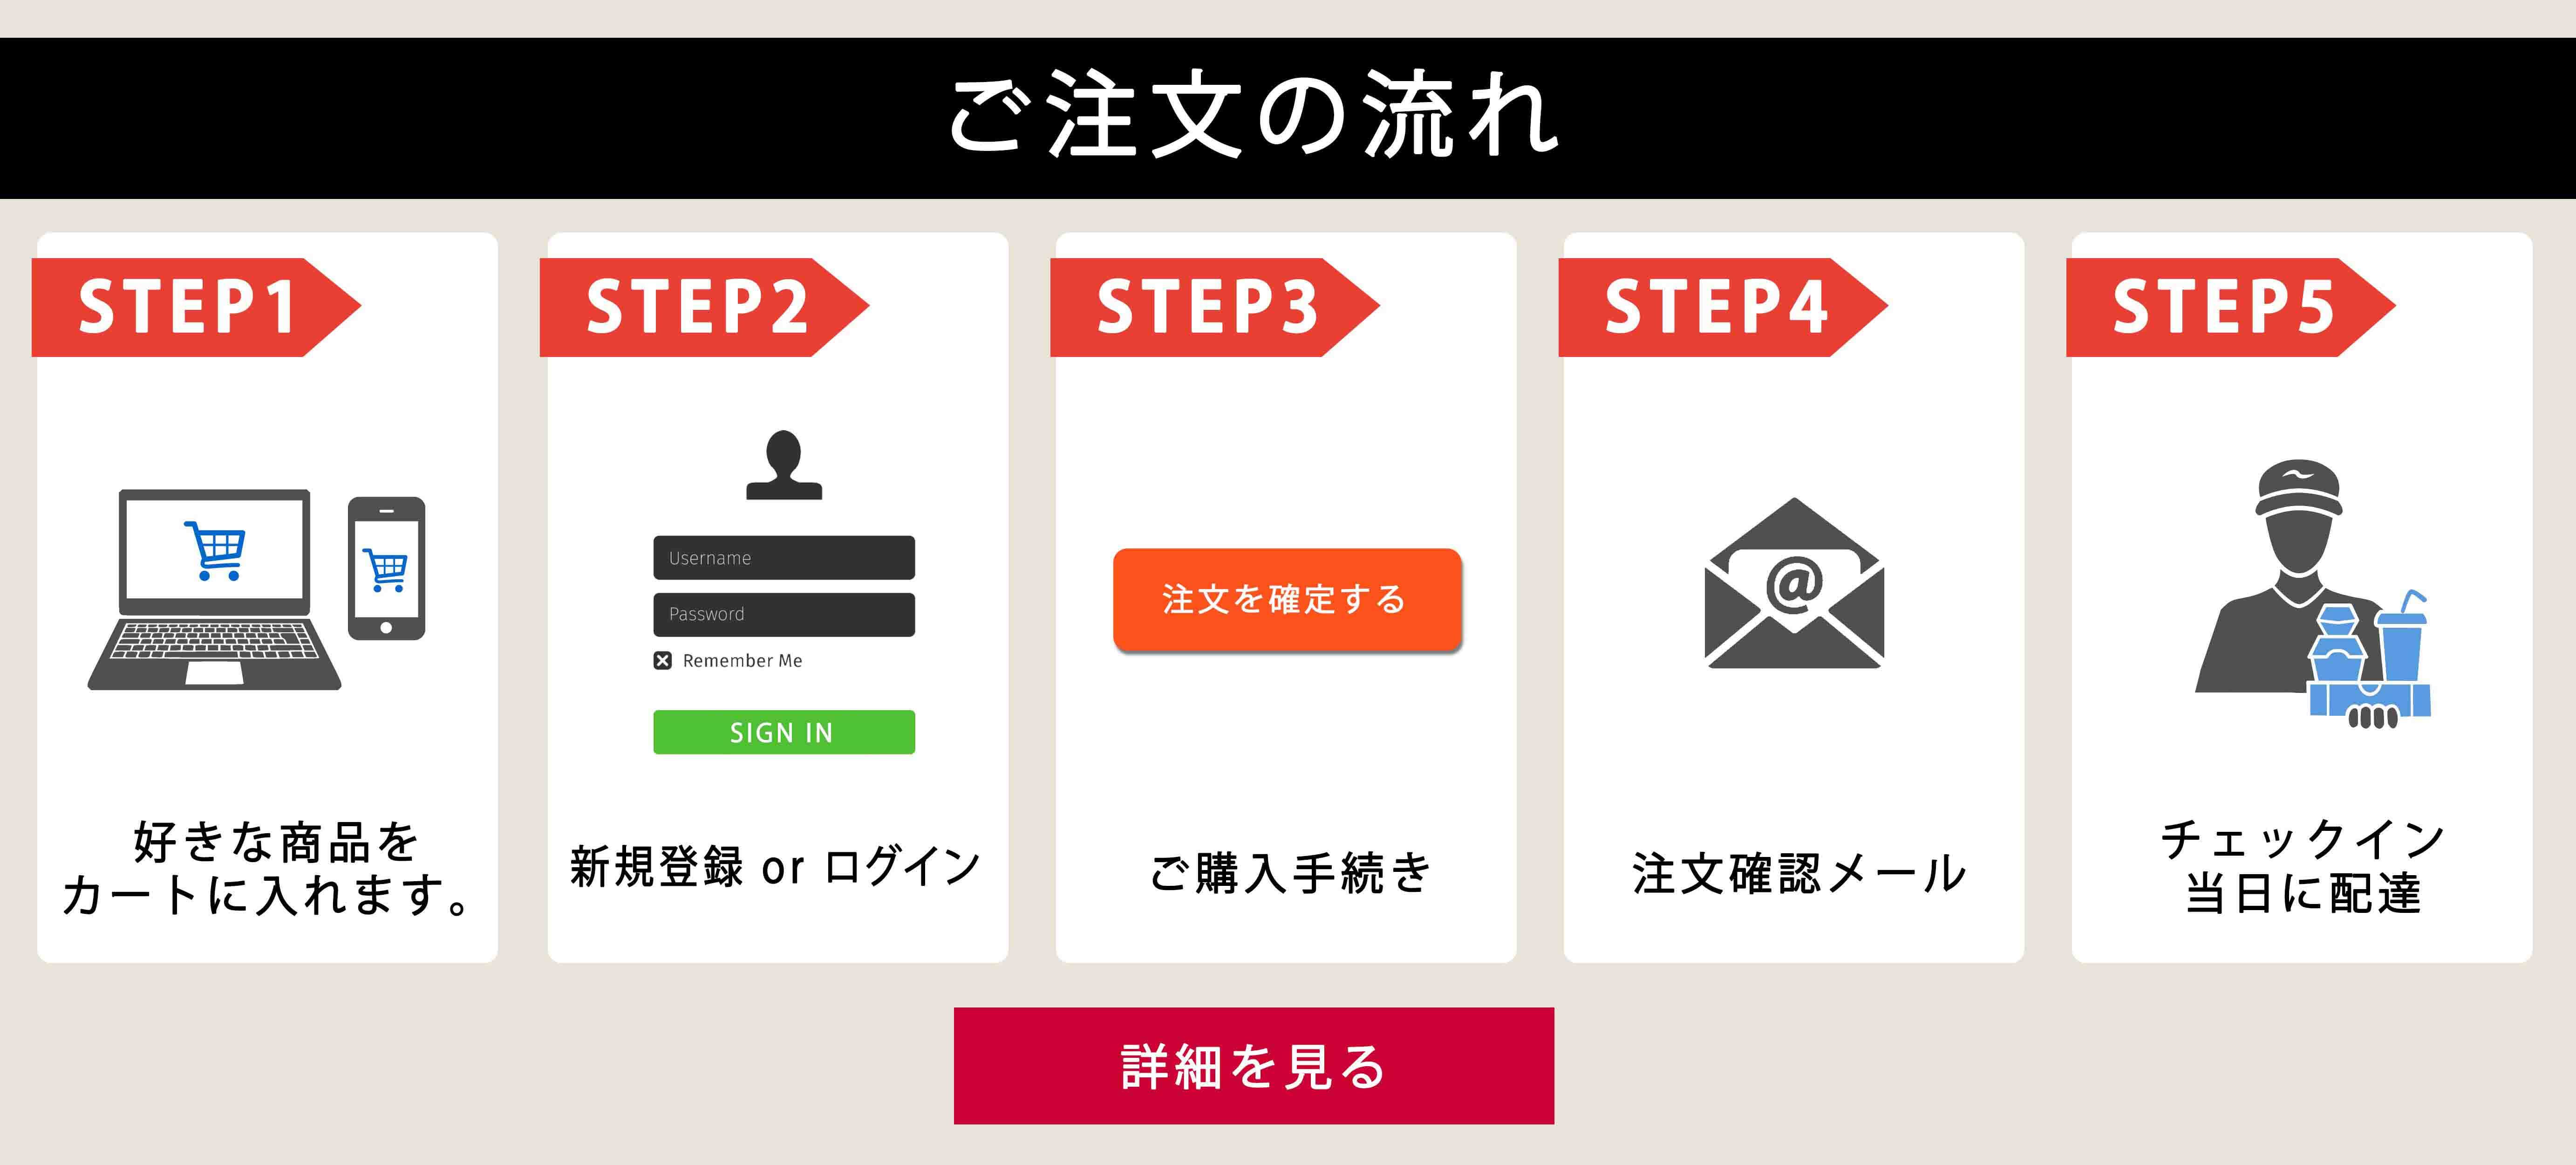 ご注文の流れ
STEP1
好きな商品を
カートに入れます。
STEP2
Username
Password
Remember Me
SIGN IN
新規登録 or ログイン
STEP3
注文を確定する
ご購入手続き
STEP4
@
注文確認メール
STEP5
チェックイン
当日に配達
詳細を見る